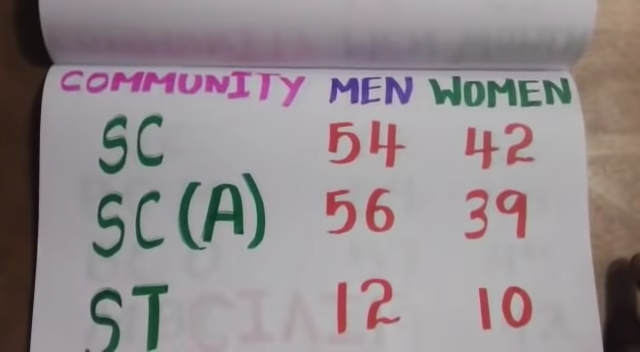 COMMUNITY MEN WOMEN
SC 54 42
SC (A) 56 39
ST 12 10